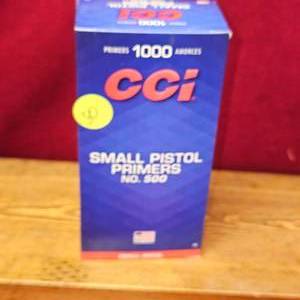 PRIMERS 1000 AMORCES
CCI
SMALL PISTOL
PRIMERS
NO. 500